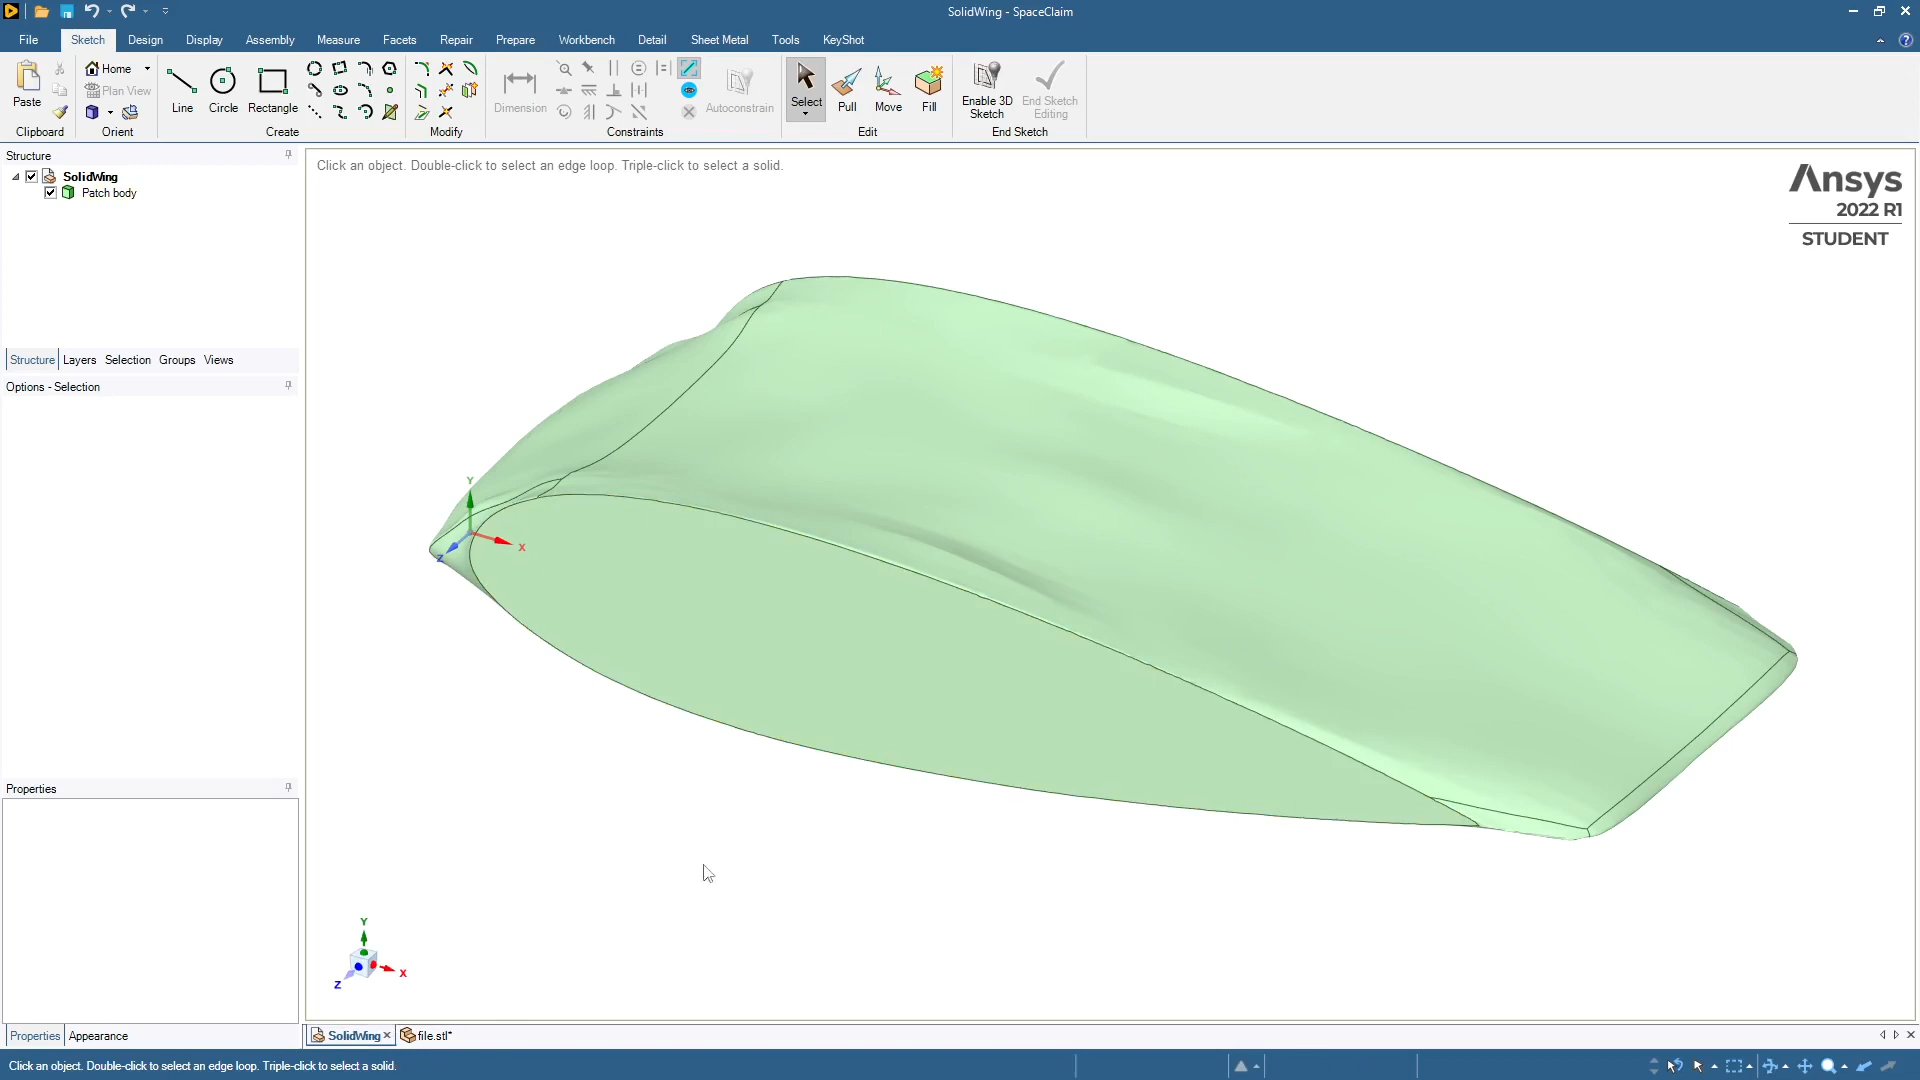 SolidWing - SpaceClaim
File Sketch Design Display Assembly Measure Facets Repair Prepare Workbench Detail Sheet Metal Tools KeyShot
Paste
Clipboard
Home
Plan View
Orient
Line
Circle
Rectangle
Create
Modify
Dimension
Autoconstrain
Constraints
Select
Pull
Move
Fill
Edit
Enable 3D
Sketch
End Sketch
Editing
End Sketch
Structure
SolidWing
Patch body
Structure Layers Selection Groups Views
Options - Selection
Properties
Properties Appearance
Click an object. Double-click to select an edge loop. Triple-click to select a solid.
Ansys
2022 R1
STUDENT
Y
X
Z
Y
X
Z
SolidWing
file.stl*
Click an object. Double-click to select an edge loop. Triple-click to select a solid.